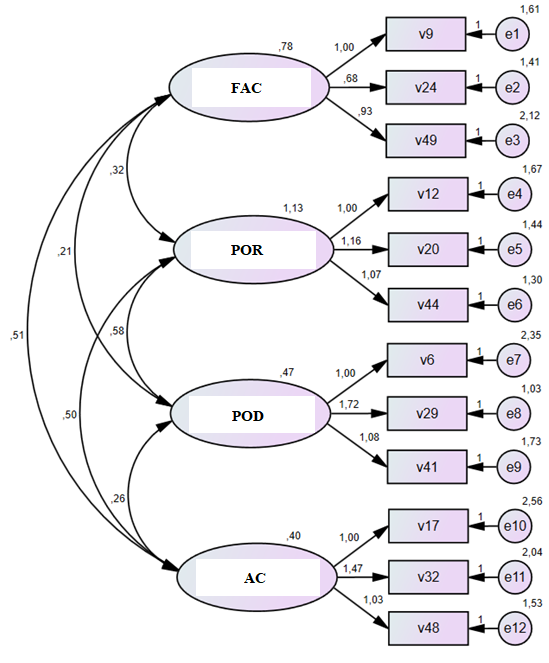 1,61
,78
1,00
v9
1
e1
1,41
FAC
,68
v24
1
e2
2,12
,93
v49
1
e3
1,67
,32
1,13
1,00
v12
1
e4
1,44
,21
POR
1,16
v20
1
e5
1,30
1,07
v44
1
e6
2,35
,51
,58
,47
1,00
v6
1
e7
1,03
,50
POD
1,72
v29
1
e8
1,73
1,08
v41
1
e9
2,56
,26
,40
1,00
v17
1
e10
2,04
AC
1,47
v32
1
e11
1,53
1,03
v48
1
e12